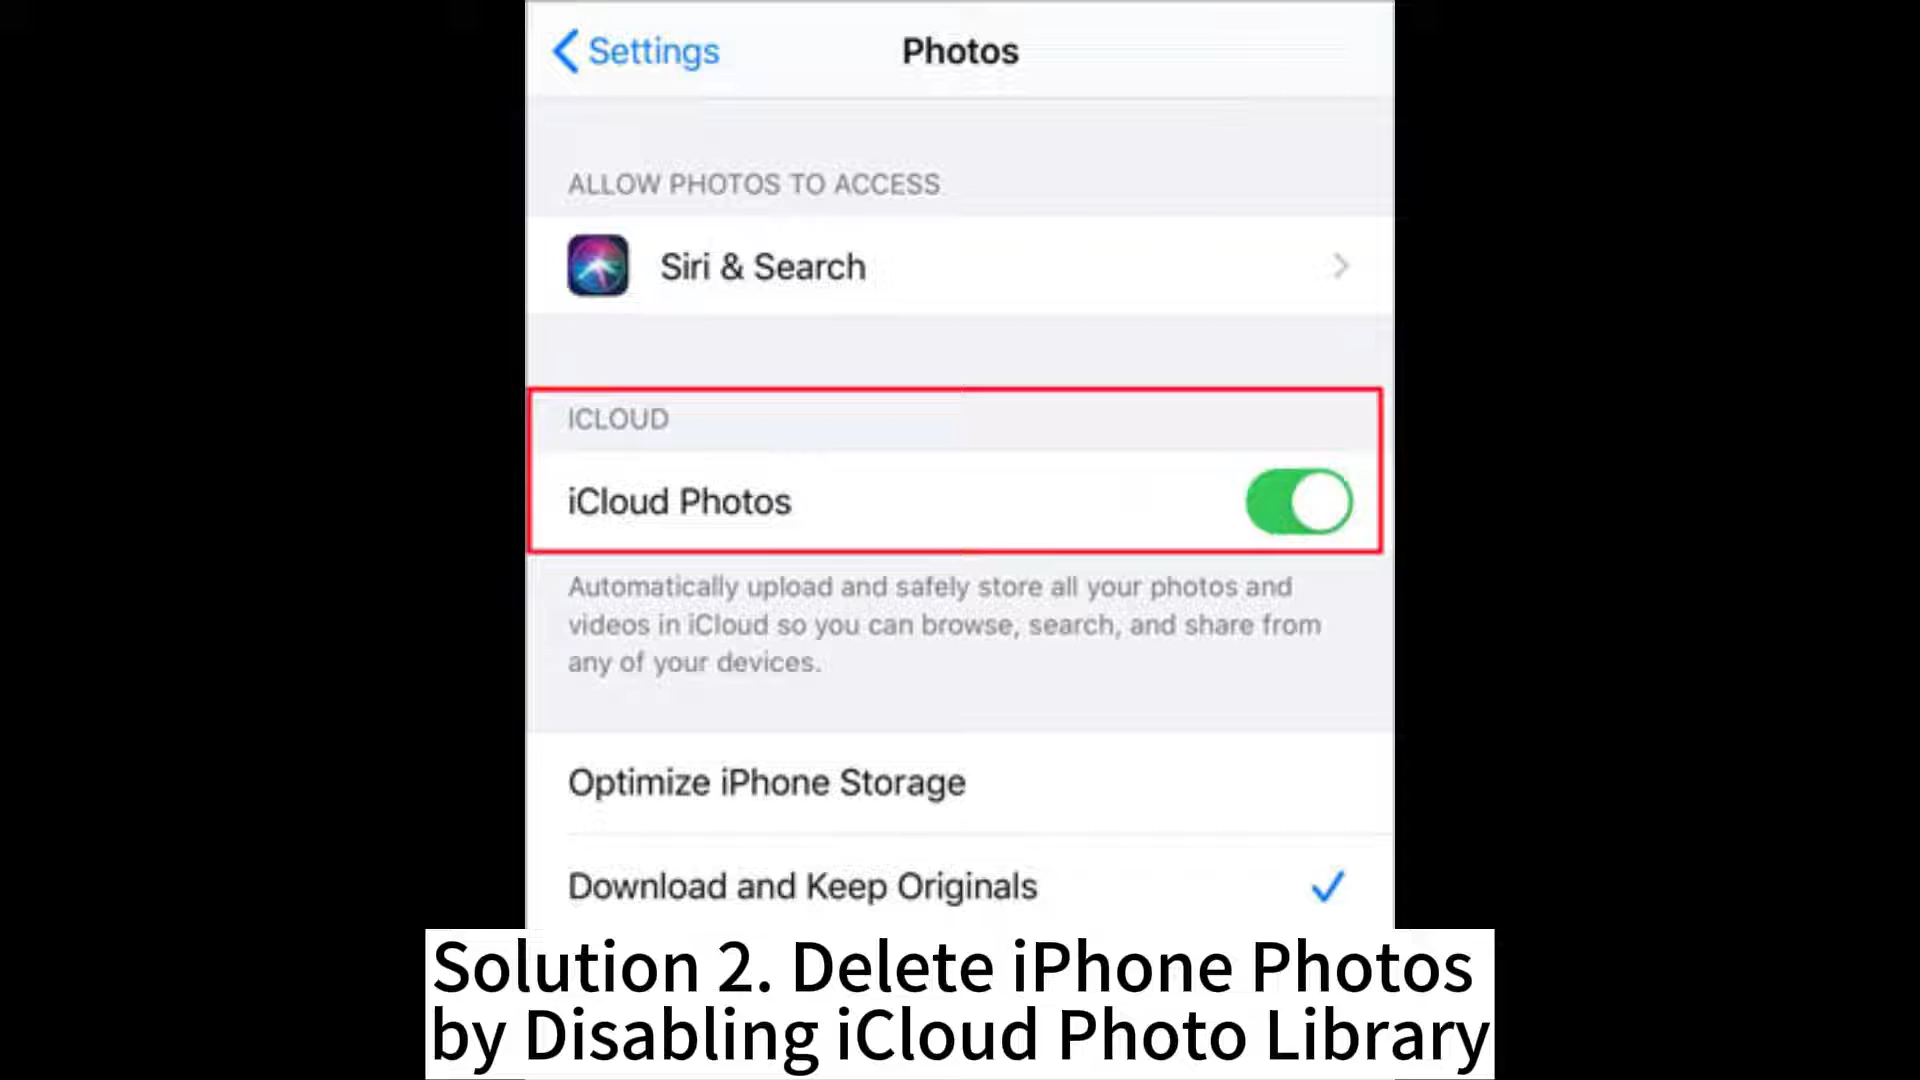 Settings
Photos
ALLOW PHOTOS TO ACCESS
Siri & Search
ICLOUD
iCloud Photos
Automatically upload and safely store all your photos and
videos in iCloud so you can browse, search, and share from
any of your devices.
Optimize iPhone Storage
Download and Keep Originals
Solution 2. Delete iPhone Photos
by Disabling iCloud Photo Library